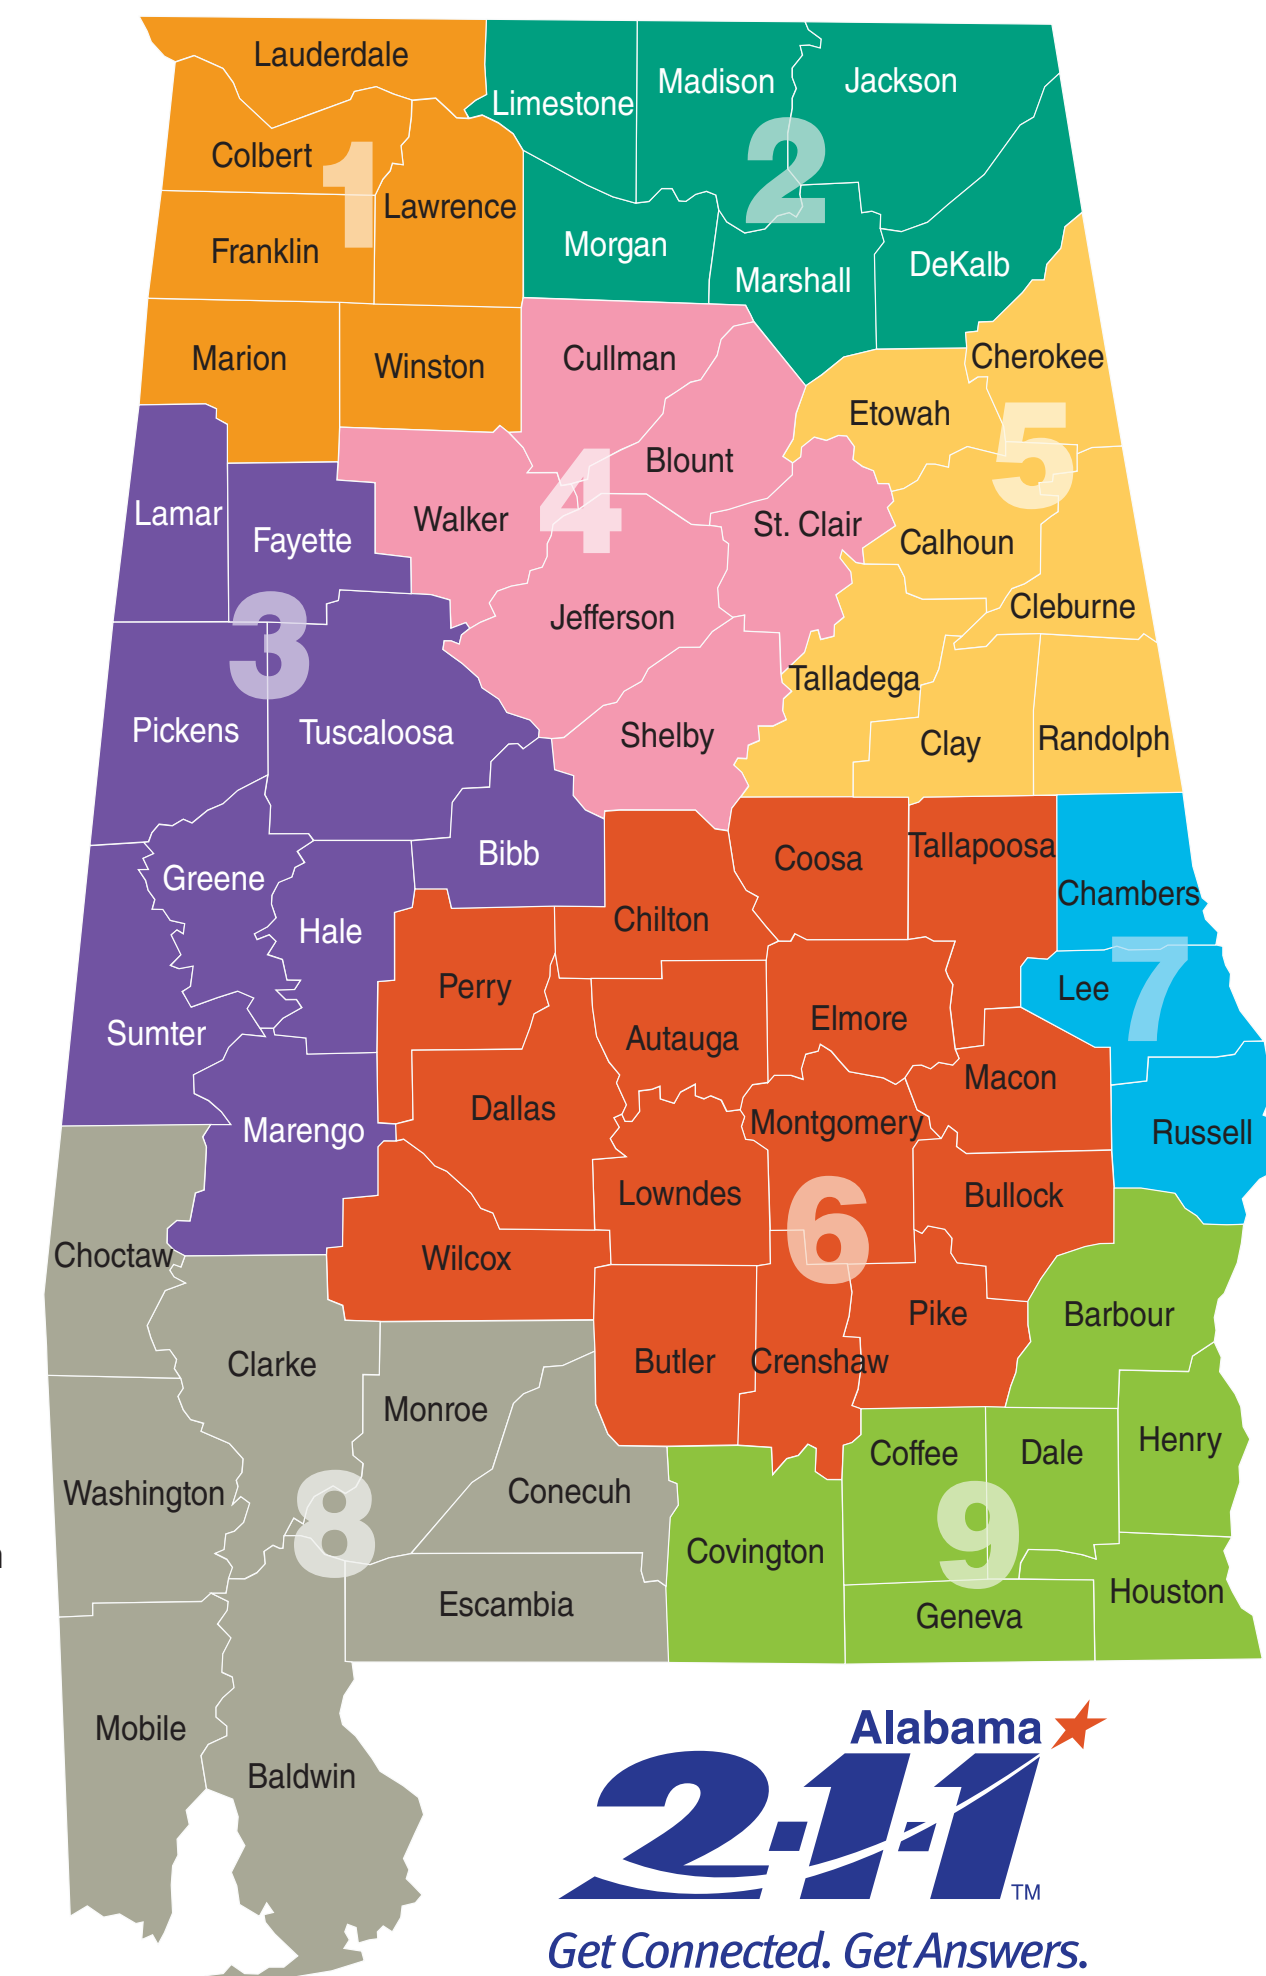 Lauderdale
Limestone
Madison
Jackson
Colbert
1
2
Lawrence
Franklin
Morgan
Marshall
DeKalb
Marion
Winston
Cullman
Cherokee
Etowah
5
Blount
4
Lamar
Fayette
Walker
St. Clair
Calhoun
3
Jefferson
Cleburne
Talladega
Pickens
Tuscaloosa
Shelby
Clay
Randolph
Bibb
Coosa
Tallapoosa
Greene
Chambers
Hale
Chilton
Perry
Lee
7
Sumter
Autauga
Elmore
Macon
Dallas
Marengo
Montgomery
Russell
Lowndes
Bullock
6
Choctaw
Wilcox
Pike
Barbour
Clarke
Butler
Crenshaw
Monroe
Coffee
Dale
Henry
Washington
Conecuh
8
9
Covington
Escambia
Geneva
Houston
Mobile
Baldwin
Alabama
2-1-1
TM
Get Connected. Get Answers.